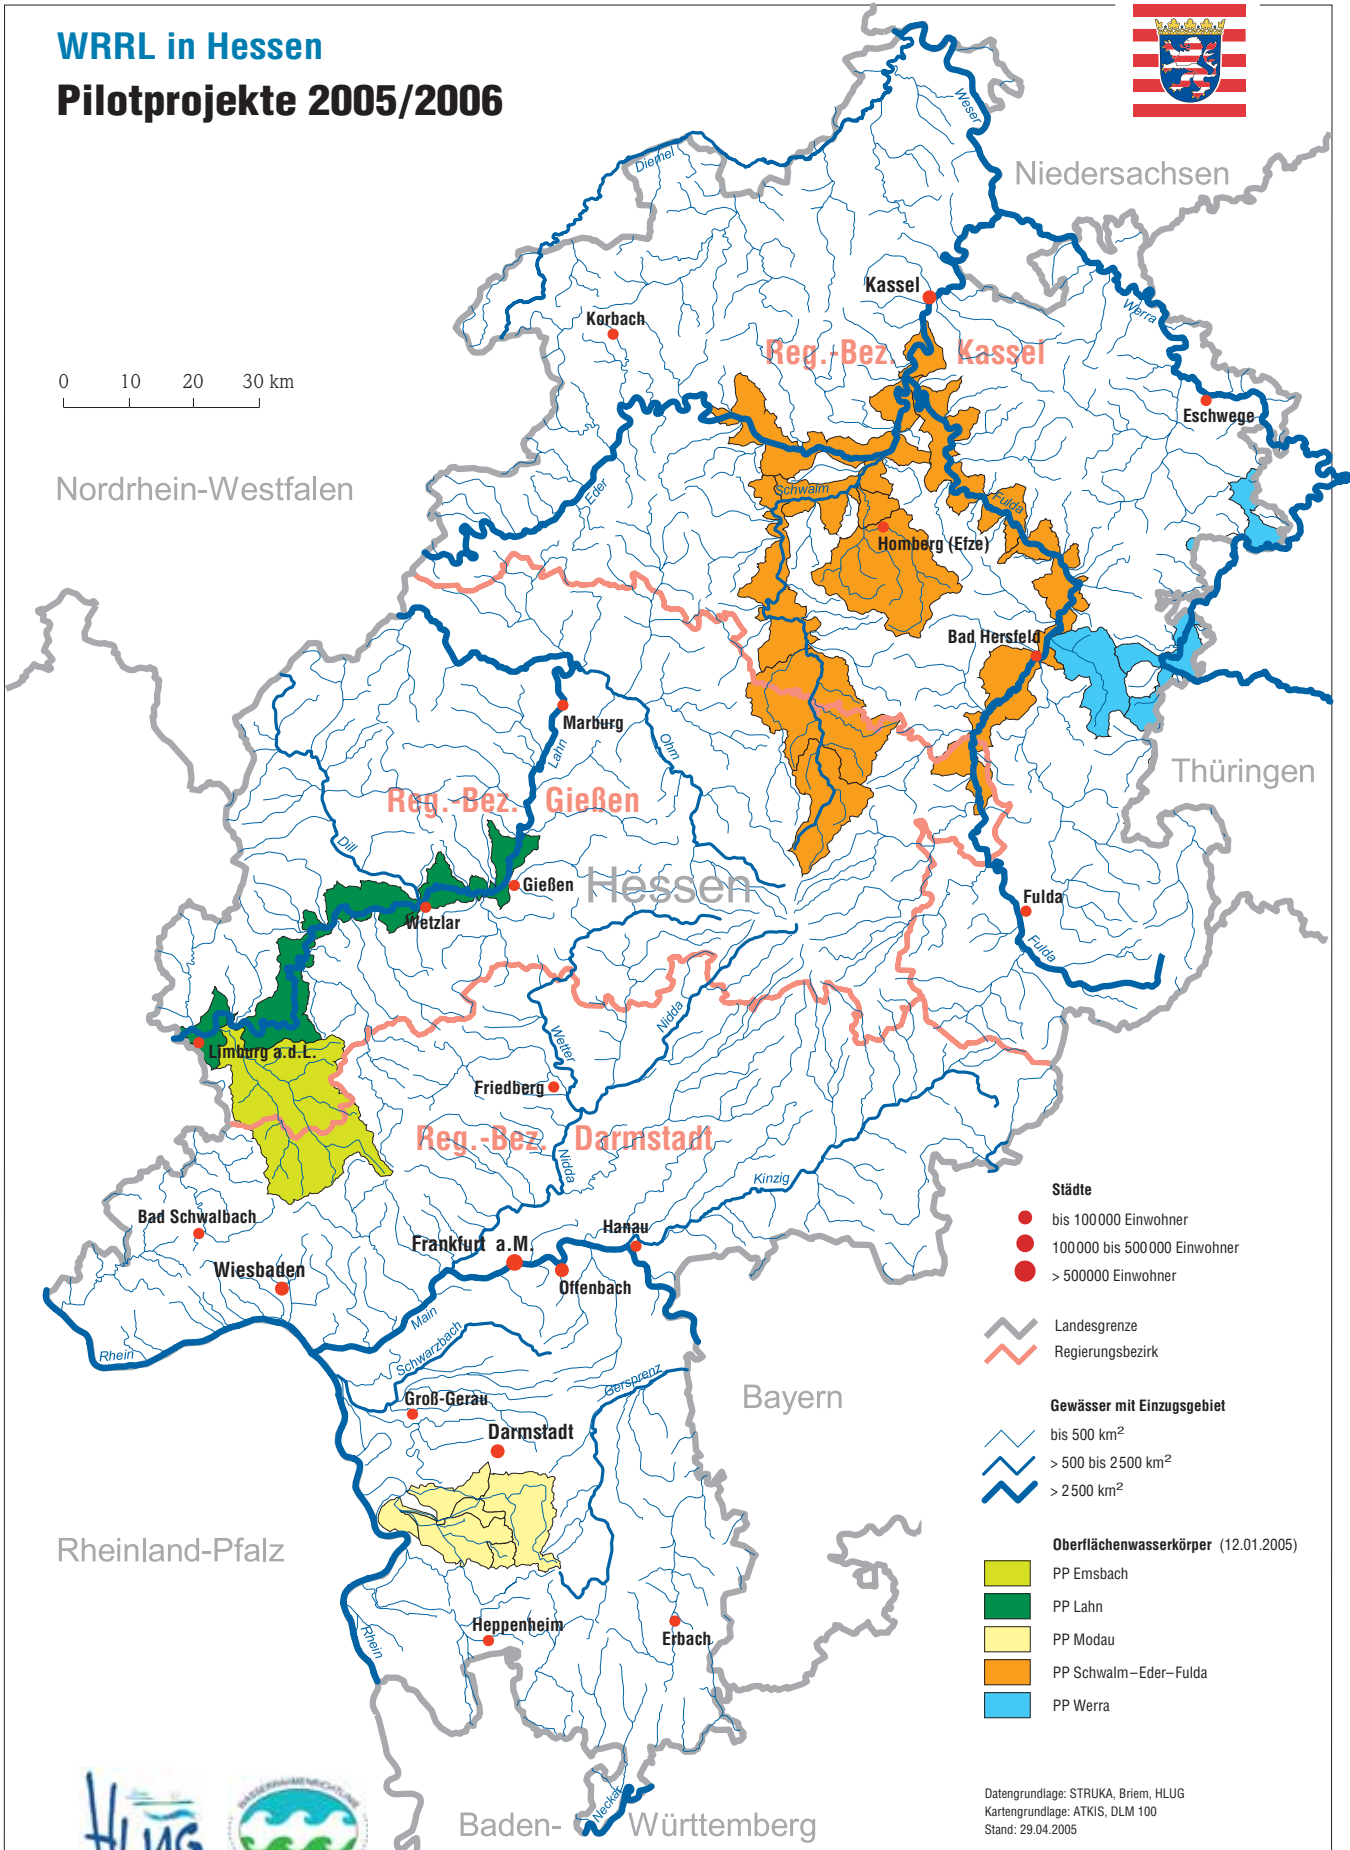 WRRL in Hessen
Pilotprojekte 2005/2006
Weser
Diemel
Niedersachsen
Kassel
Werra
Korbach
Reg.-Bez. Kassel
0 10 20 30 km
Eschwege
Nordrhein-Westfalen
Eder
Schwalm
Fulda
Homberg (Efze)
Bad Hersfeld
Marburg
Lahn
Ohm
Thüringen
Reg.-Bez. Gießen
Dill
Gießen
Hessen
Wetzlar
Fulda
Fulda
Nidda
Wetter
Limburg a.d.L.
Friedberg
Reg.-Bez. Darmstadt
Nidda
Kinzig
Bad Schwalbach
Hanau
Frankfurt a.M.
Wiesbaden
Offenbach
Main
Rhein
Schwarzbach
Gersprenz
Bayern
Groß-Gerau
Darmstadt
Rheinland-Pfalz
Heppenheim
Erbach
Rhein
Neckar
Baden- Württemberg
Städte
bis 100000 Einwohner
100000 bis 500000 Einwohner
> 500000 Einwohner
Landesgrenze
Regierungsbezirk
Gewässer mit Einzugsgebiet
bis 500 km²
> 500 bis 2500 km²
> 2500 km²
Oberflächenwasserkörper (12.01.2005)
PP Emsbach
PP Lahn
PP Modau
PP Schwalm–Eder–Fulda
PP Werra
Datengrundlage: STRUKA, Briem, HLUG
Kartengrundlage: ATKIS, DLM 100
Stand: 29.04.2005
HLUG
WASSERRAHMENRICHTLINIE